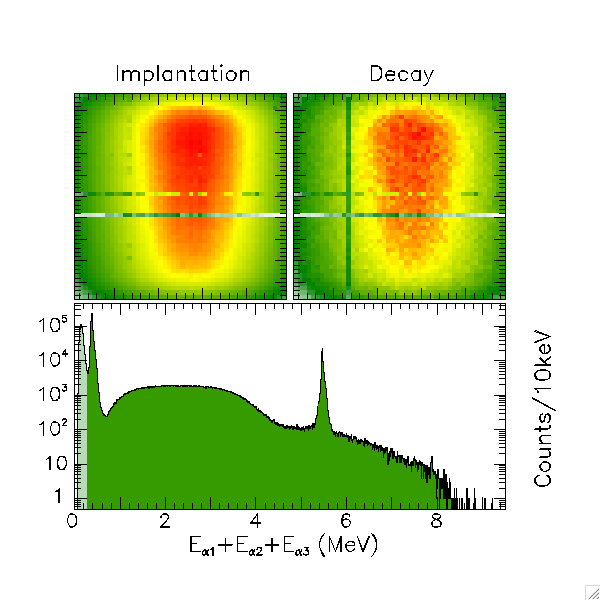 Implantation Decay
10⁵
10⁴
10³
10²
10
1
Counts/10keV
0 2 4 6 8
Eα1+Eα2+Eα3 (MeV)